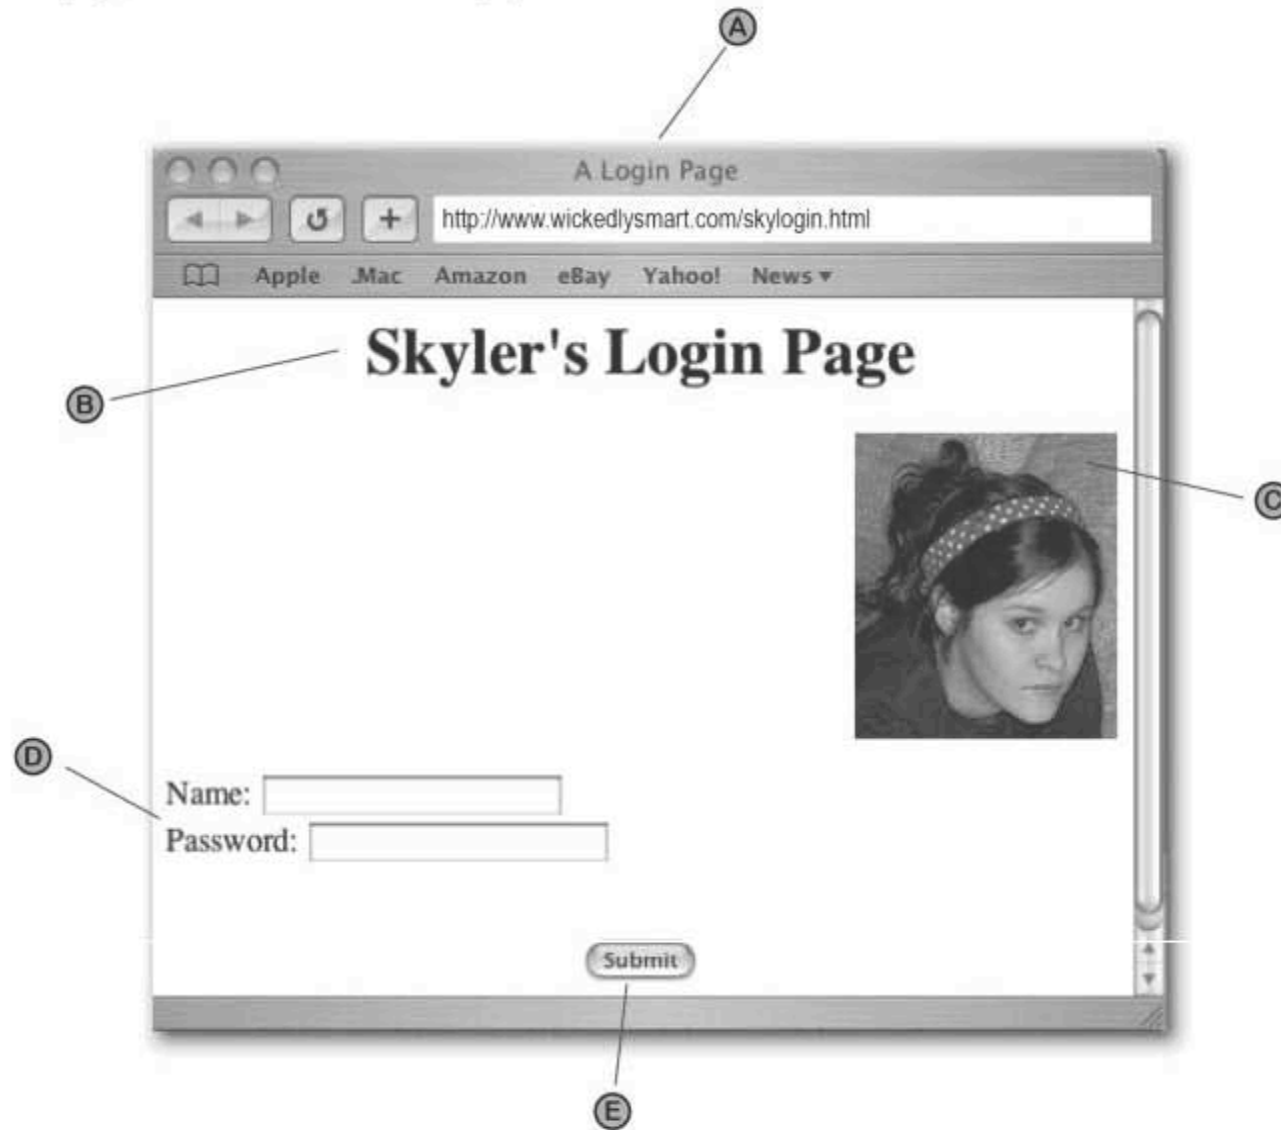 A
A Login Page
http://www.wickedlysmart.com/skylogin.html
Apple .Mac Amazon eBay Yahoo! News ▾
Skyler's Login Page
B
C
D
Name:
Password:
Submit
E